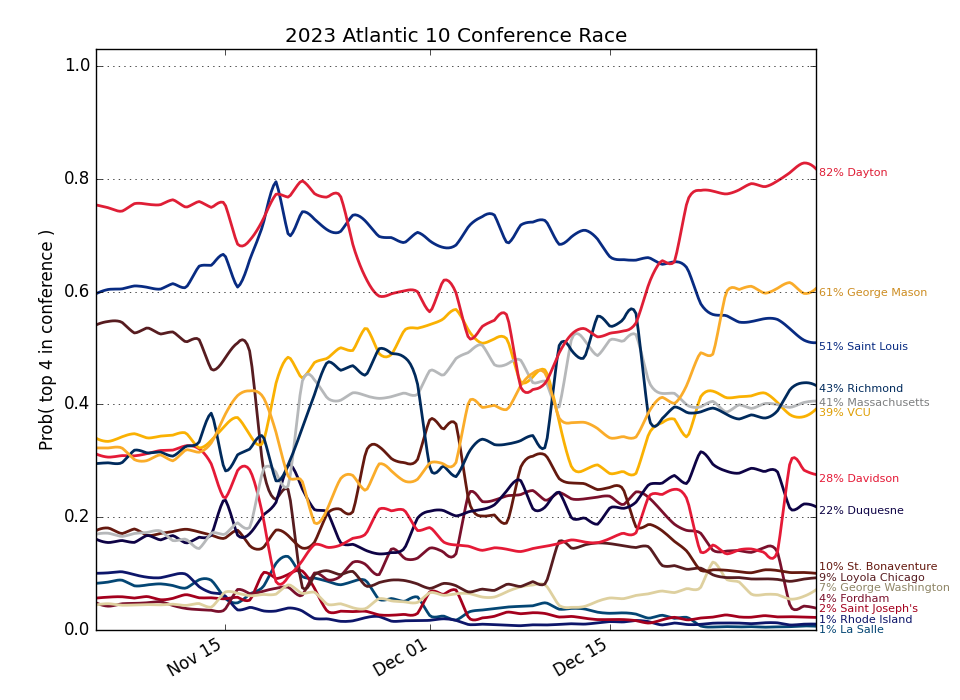 2023 Atlantic 10 Conference Race
Prob( top 4 in conference )
1.0
0.8
0.6
0.4
0.2
0.0
Nov 15
Dec 01
Dec 15
82% Dayton
61% George Mason
51% Saint Louis
43% Richmond
41% Massachusetts
39% VCU
28% Davidson
22% Duquesne
10% St. Bonaventure
9% Loyola Chicago
7% George Washington
4% Fordham
2% Saint Joseph's
1% Rhode Island
1% La Salle